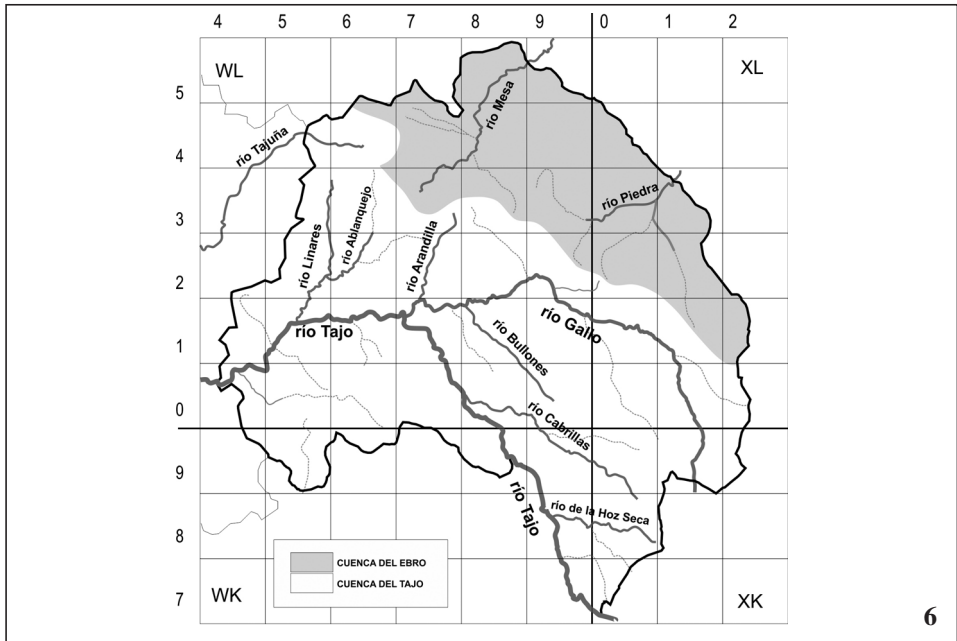 4 5 6 7 8 9 0 1 2
WL XL
5
río Mesa
río Tajuña
4
río Piedra
río Ablanquejo
3
río Linares
río Arandilla
2
río Tajo
río Gallo
río Bullones
1
0
río Cabrillas
9
río Tajo
río de la Hoz Seca
8
CUENCA DEL EBRO
CUENCA DEL TAJO
7
WK XK
6